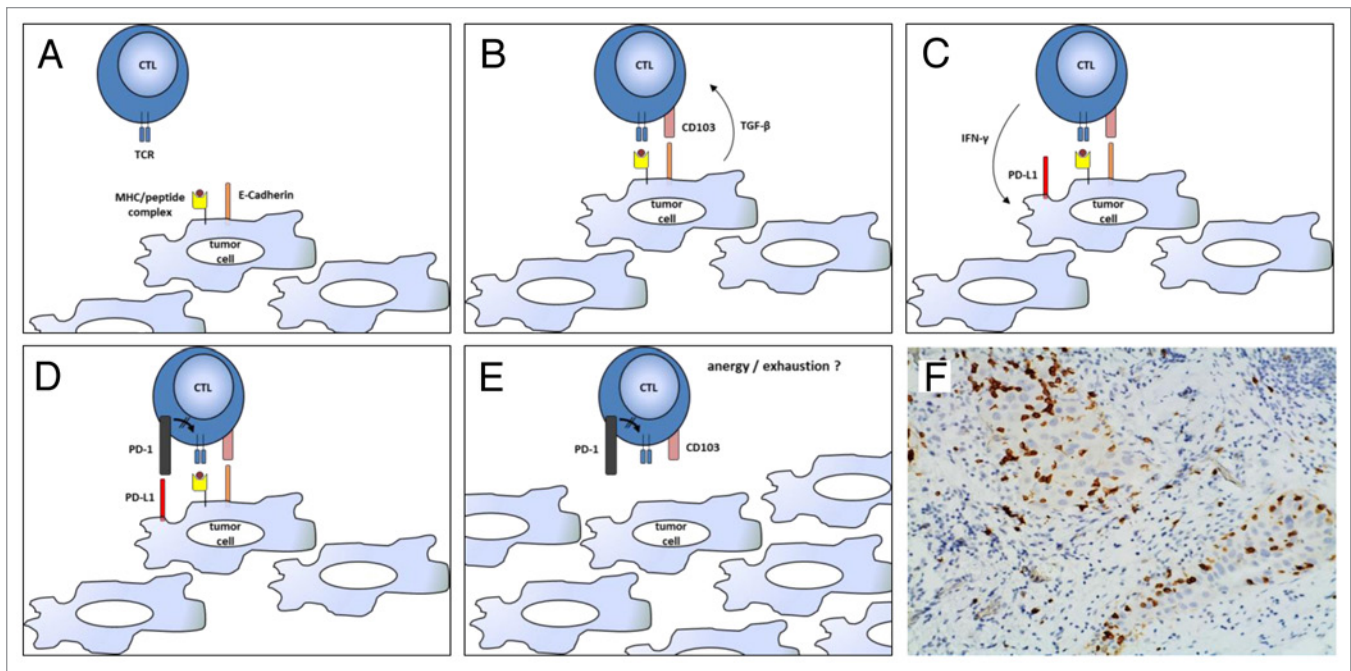 A
CTL
TCR
MHC/peptide
complex
E-Cadherin
tumor
cell
B
CTL
CD103
TGF-β
tumor
cell
C
CTL
IFN-γ
PD-L1
tumor
cell
D
CTL
PD-1
PD-L1
tumor
cell
E
anergy / exhaustion ?
CTL
PD-1
CD103
tumor
cell
F